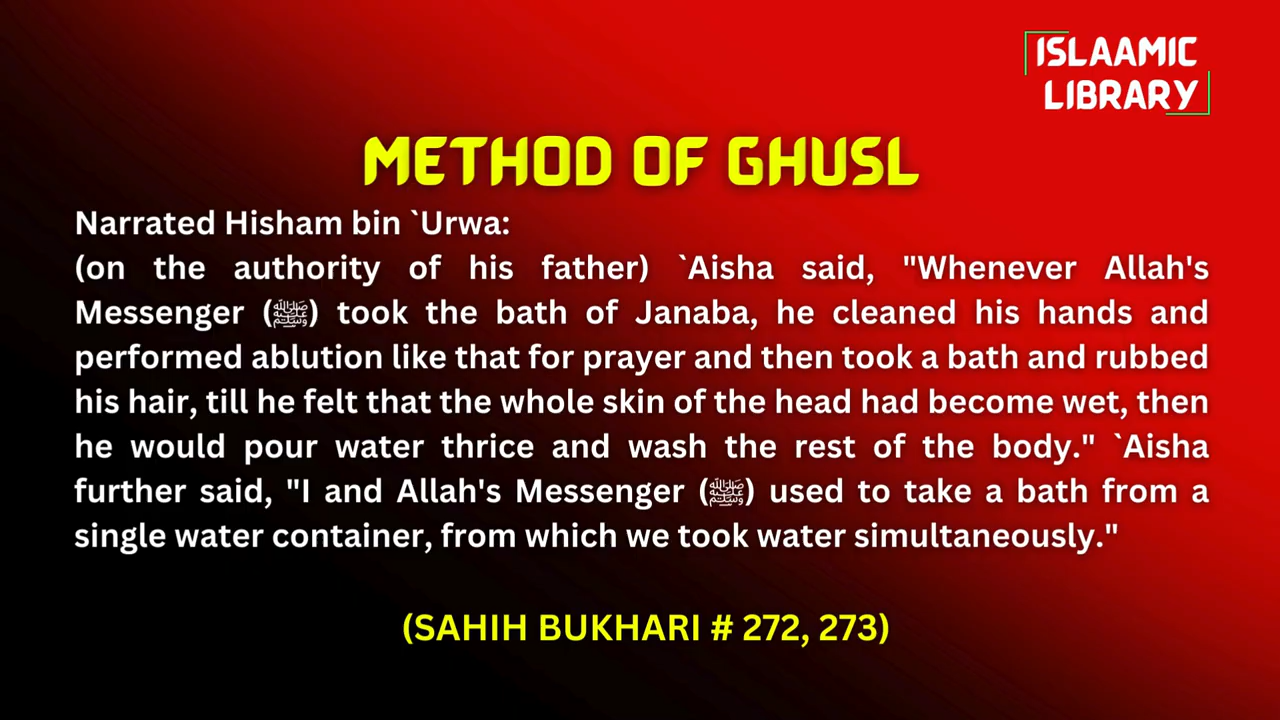 ISLAAMIC
LIBRARY
METHOD OF GHUSL
Narrated Hisham bin `Urwa:
(on the authority of his father) `Aisha said, "Whenever Allah's
Messenger (ﷺ) took the bath of Janaba, he cleaned his hands and
performed ablution like that for prayer and then took a bath and rubbed
his hair, till he felt that the whole skin of the head had become wet, then
he would pour water thrice and wash the rest of the body." `Aisha
further said, "I and Allah's Messenger (ﷺ) used to take a bath from a
single water container, from which we took water simultaneously."
(SAHIH BUKHARI # 272, 273)